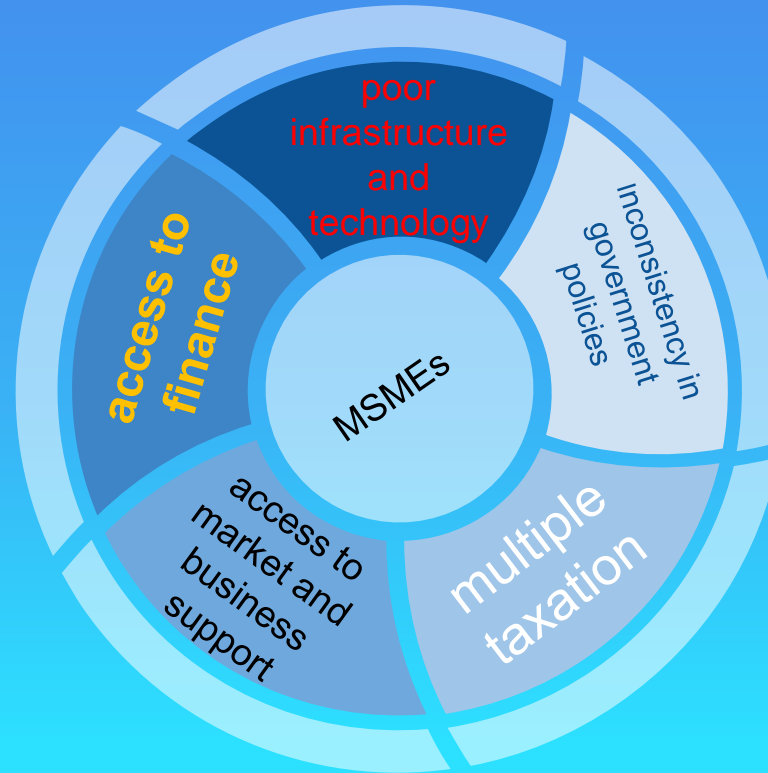 poor
infrastructure
and
technology
Inconsistency in
government
policies
multiple
taxation
access to
market and
business
support
access to
finance
MSMEs